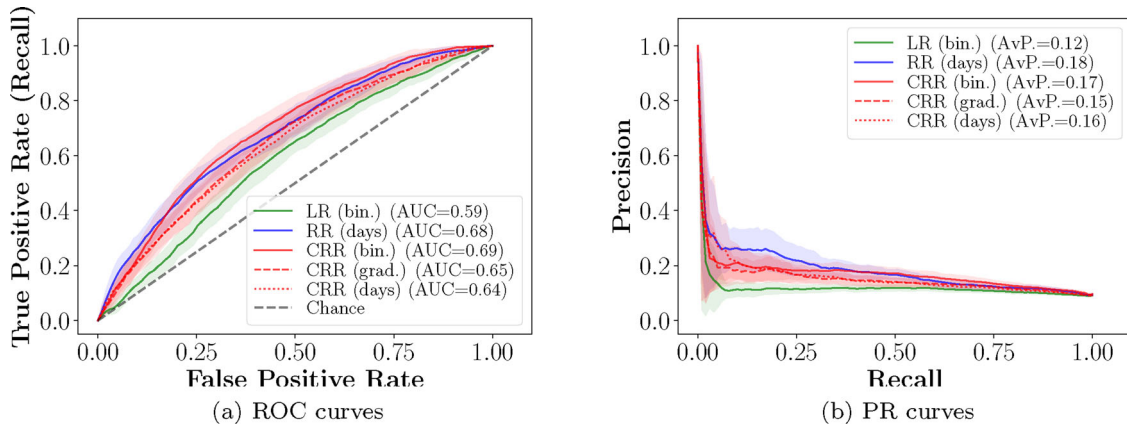 True Positive Rate (Recall)
1.0
0.8
0.6
0.4
0.2
0.0
LR (bin.) (AUC=0.59)
RR (days) (AUC=0.68)
CRR (bin.) (AUC=0.69)
CRR (grad.) (AUC=0.65)
CRR (days) (AUC=0.64)
Chance
0.00 0.25 0.50 0.75 1.00
False Positive Rate
(a) ROC curves
Precision
1.0
0.8
0.6
0.4
0.2
0.0
LR (bin.) (AvP.=0.12)
RR (days) (AvP.=0.18)
CRR (bin.) (AvP.=0.17)
CRR (grad.) (AvP.=0.15)
CRR (days) (AvP.=0.16)
0.00 0.25 0.50 0.75 1.00
Recall
(b) PR curves